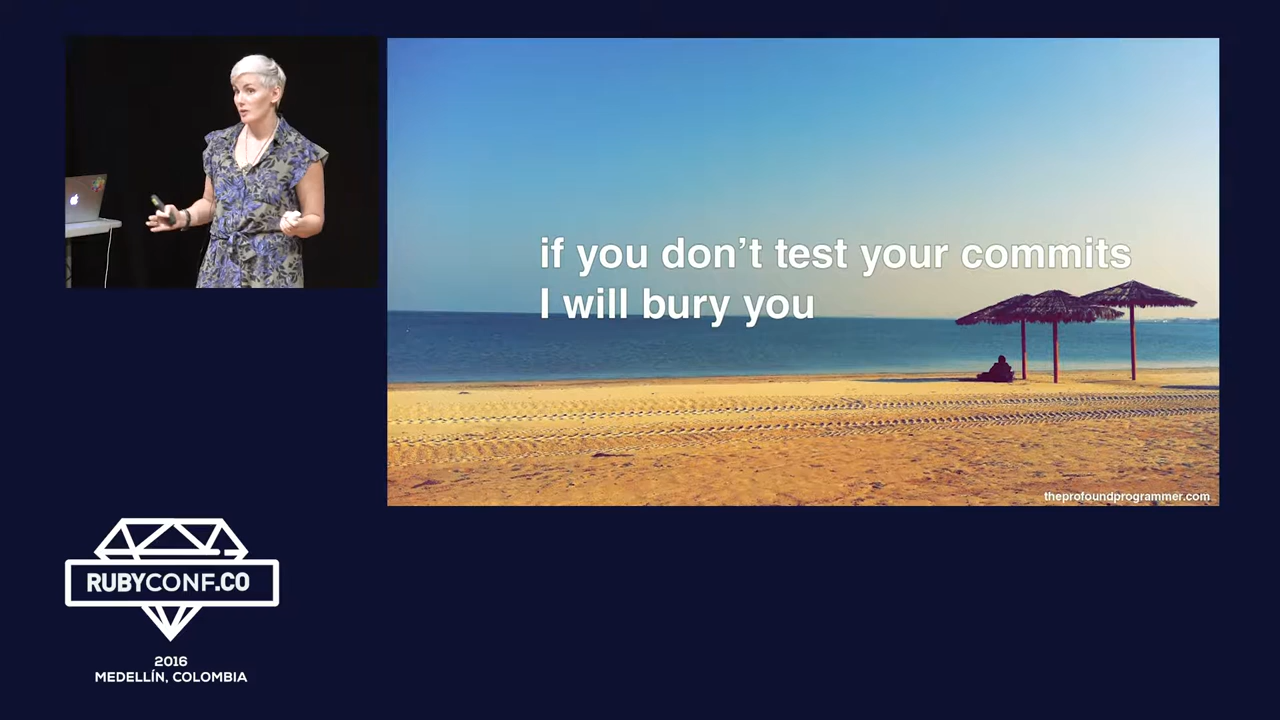 if you don’t test your commits
I will bury you
theprofoundprogrammer.com
RUBYCONF.CO
2016
MEDELLÍN, COLOMBIA